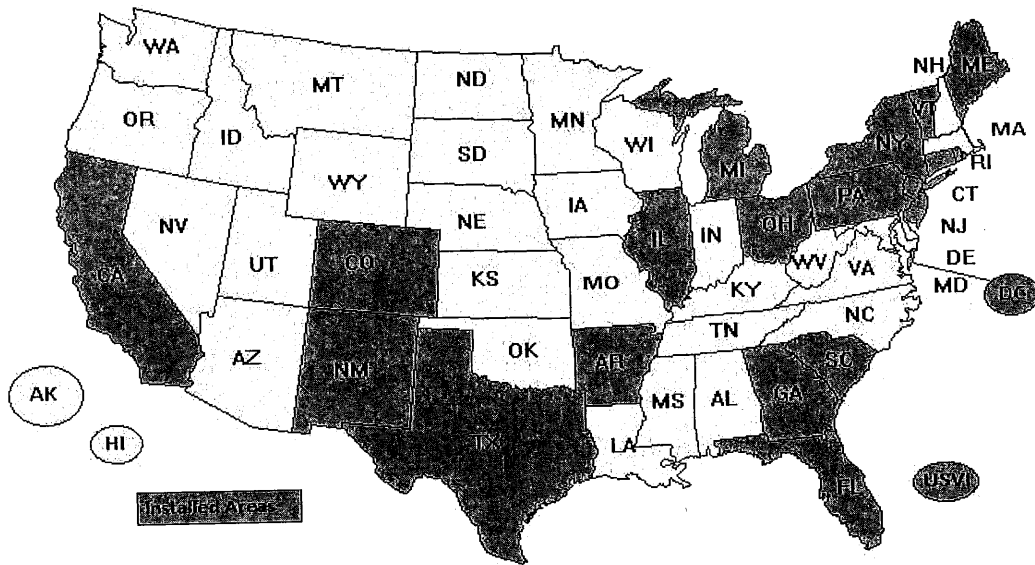 WA
MT
ND
MN
NH
ME
VT
OR
ID
SD
WI
MI
NY
MA
RI
WY
IA
PA
CT
NV
UT
CO
NE
IL
IN
OH
NJ
DE
CA
KS
MO
KY
WV
VA
MD
DC
AZ
NM
OK
AR
TN
NC
SC
AK
HI
TX
LA
MS
AL
GA
FL
USVI
Installed Areas